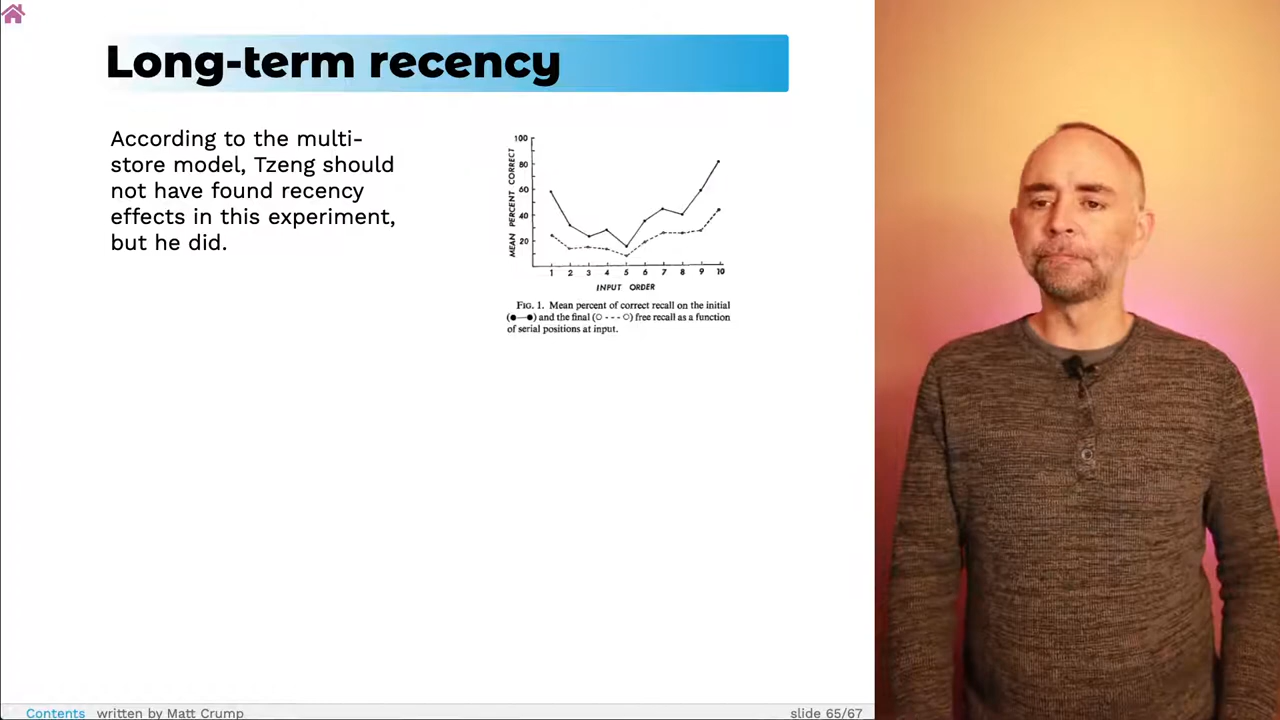 Long-term recency
According to the multi-
store model, Tzeng should
not have found recency
effects in this experiment,
but he did.
100
80
60
40
20
MEAN PERCENT CORRECT
1 2 3 4 5 6 7 8 9 10
INPUT ORDER
FIG. 1. Mean percent of correct recall on the initial
(●—●) and the final (○ - - - ○) free recall as a function
of serial positions at input.
Contents written by Matt Crump
slide 65/67